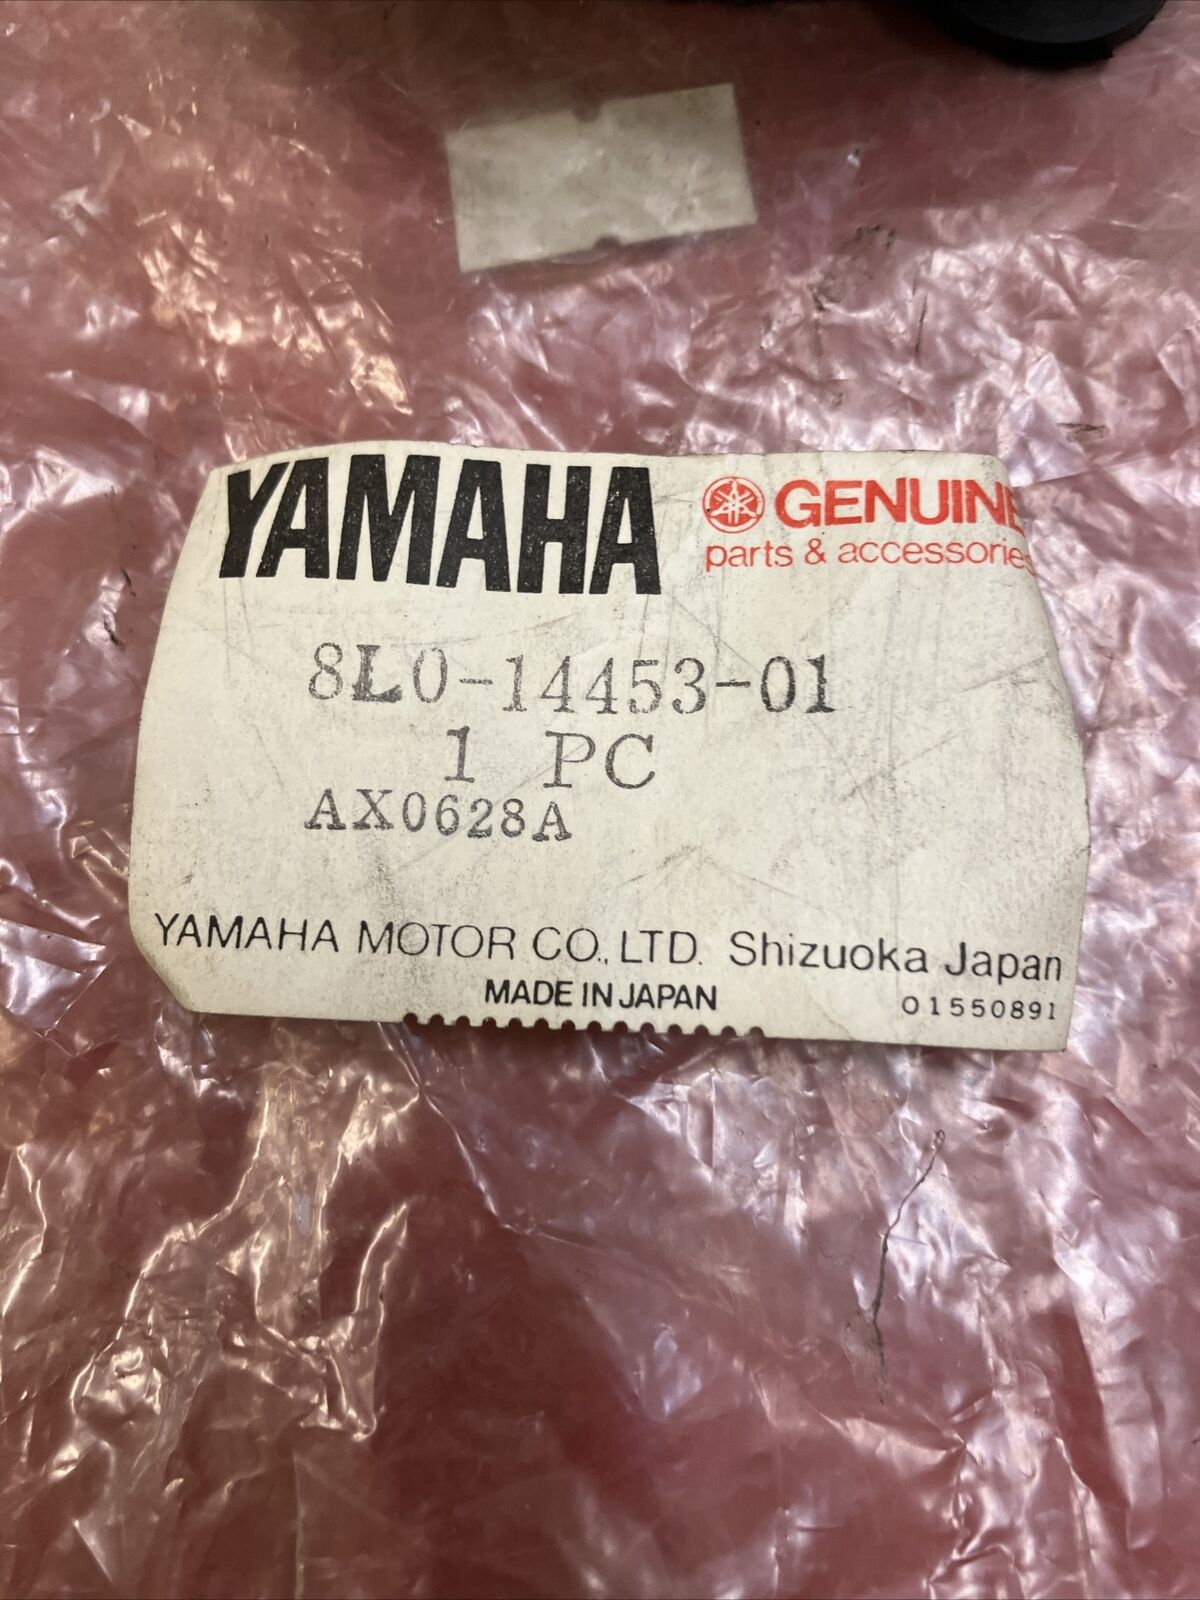 YAMAHA GENUINE
parts & accessories
8L0-14453-01
1 PC
AX0628A
YAMAHA MOTOR CO., LTD. Shizuoka Japan
MADE IN JAPAN
01550891